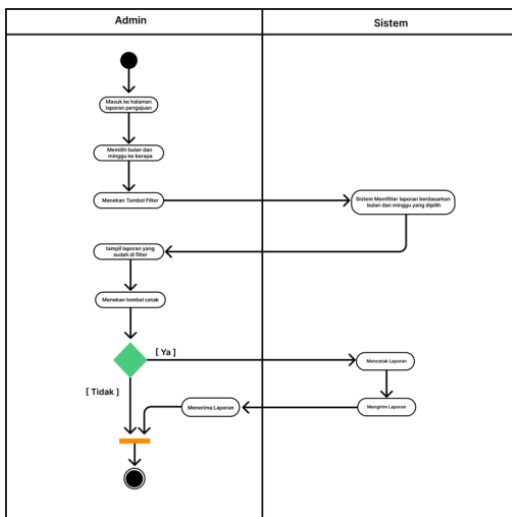 Admin
Sistem
Masuk ke halaman
laporan pengajuan
Memilih bulan dan
minggu ke berapa
Menekan Tombol Filter
Sistem Memfilter laporan berdasarkan
bulan dan minggu yang dipilih
tampil laporan yang
sudah di filter
Menekan tombol cetak
[ Ya ]
Mencetak Laporan
[ Tidak ]
Menerima Laporan
Mengirim Laporan